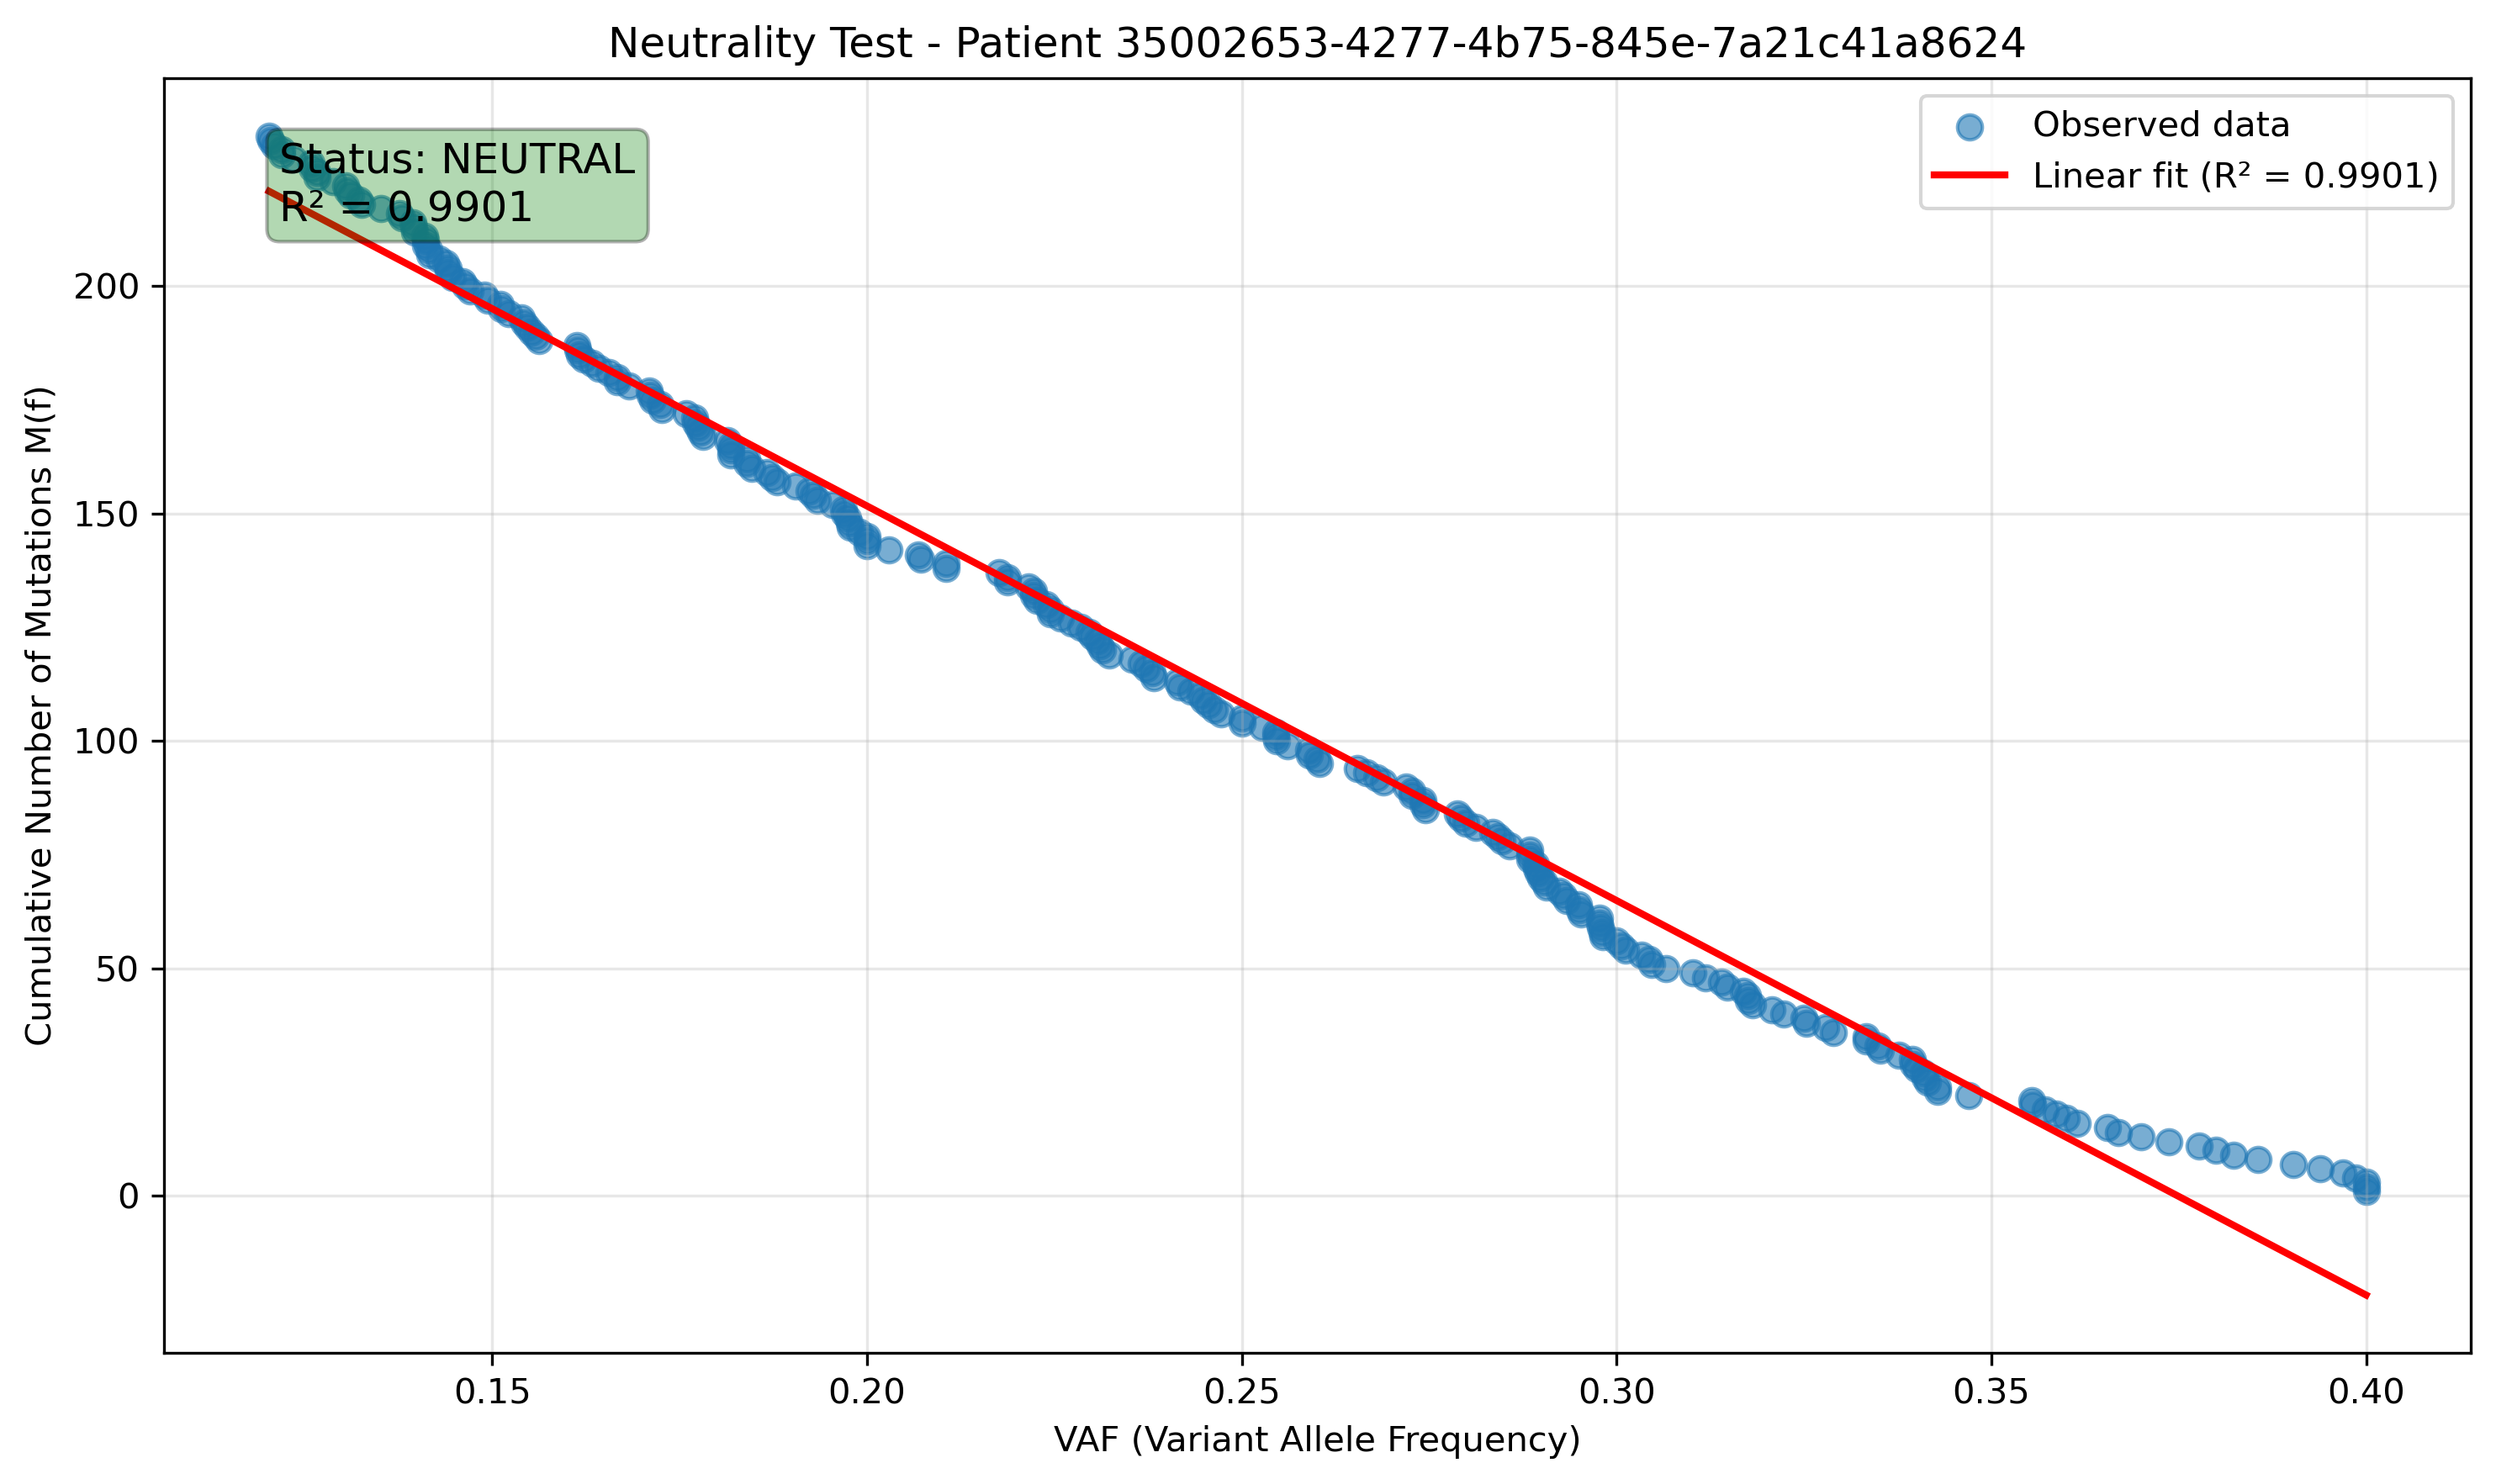 Neutrality Test - Patient 35002653-4277-4b75-845e-7a21c41a8624
Status: NEUTRAL
R² = 0.9901
Observed data
Linear fit (R² = 0.9901)
Cumulative Number of Mutations M(f)
200
150
100
50
0
0.15
0.20
0.25
0.30
0.35
0.40
VAF (Variant Allele Frequency)